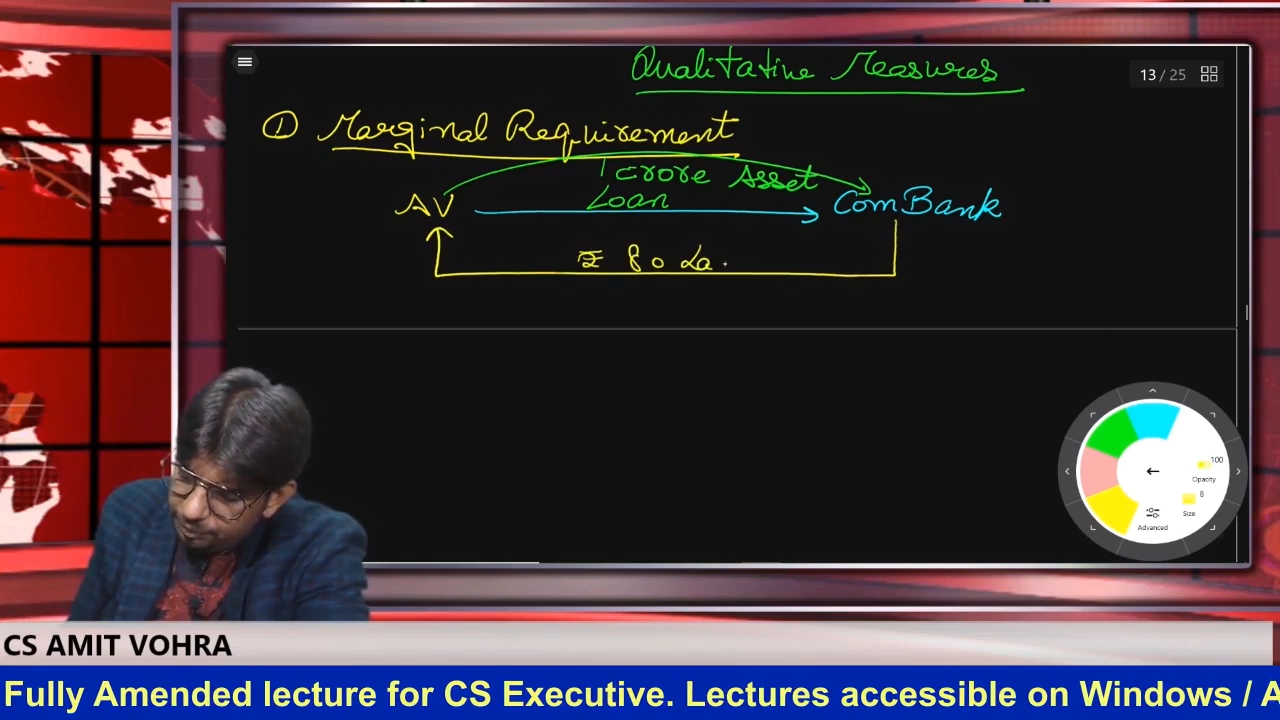 Qualitative Measures
13 / 25
① Marginal Requirement
1 crore Asset
Loan
AV
Com Bank
₹ 80 La
100
Opacity
8
Size
Advanced
CS AMIT VOHRA
Fully Amended lecture for CS Executive. Lectures accessible on Windows / A